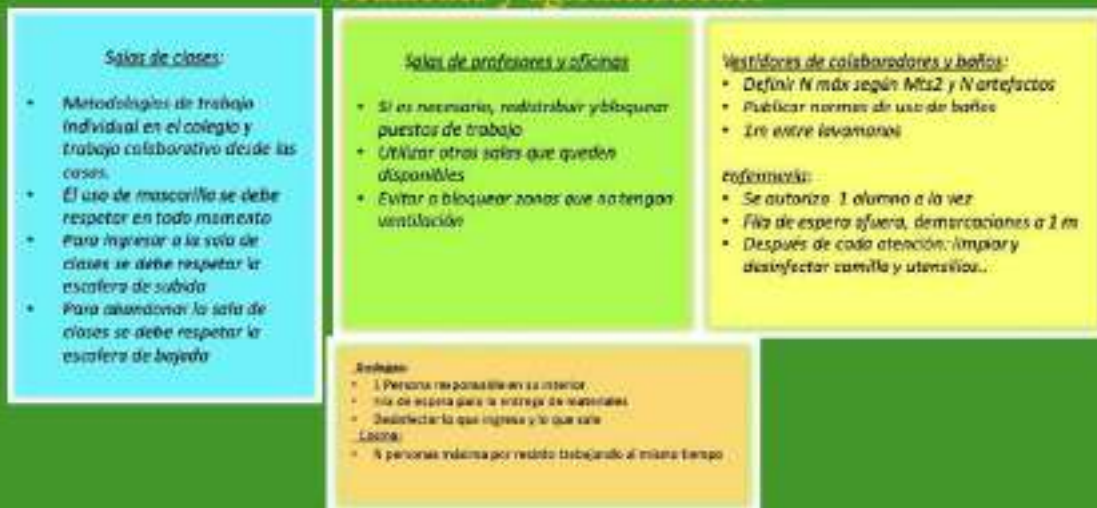 y aglomeraciones
Salas de clases:
• Metodologías de trabajo
individual en el colegio y
trabajo colaborativo desde las
casas.
• El uso de mascarilla se debe
respetar en todo momento
• Para ingresar a la sala de
clases se debe respetar la
escalera de subida
• Para abandonar la sala de
clases se debe respetar la
escalera de bajada
Salas de profesores y oficinas
• Si es necesario, redistribuir y bloquear
puestos de trabajo
• Utilizar otras salas que queden
disponibles
• Evitar o bloquear zonas que no tengan
ventilación
Vestidores de colaboradores y baños:
• Definir N máx según Mts2 y N artefactos
• Publicar normas de uso de baños
• 1m entre lavamanos
Enfermería:
• Se autoriza 1 alumno a la vez
• Fila de espera afuera, demarcaciones a 1 m
• Después de cada atención: limpiar y
desinfectar camilla y utensilios..
Bodegas:
• 1 Persona responsable en su interior
• Fila de espera para la entrega de materiales
• Desinfectar lo que ingresa y lo que sale
• N personas máxima por recinto trabajando al mismo tiempo